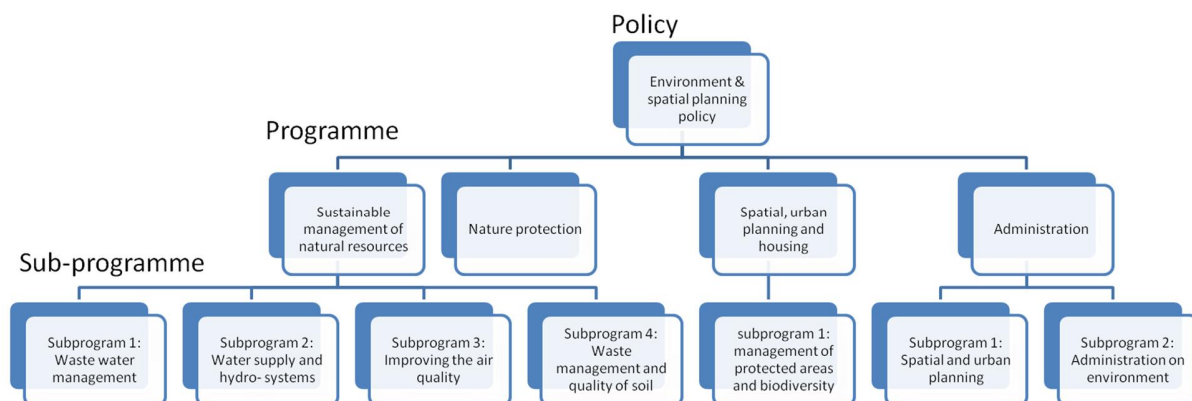 Policy
Environment &
spatial planning
policy
Programme
Sustainable
management of
natural resources
Nature protection
Spatial, urban
planning and
housing
Administration
Sub-programme
Subprogram 1:
Waste water
management
Subprogram 2:
Water supply and
hydro- systems
Subprogram 3:
Improving the air
quality
Subprogram 4:
Waste
management and
quality of soil
subprogram 1:
management of
protected areas
and biodiversity
Subprogram 1:
Spatial and urban
planning
Subprogram 2:
Administration on
environment